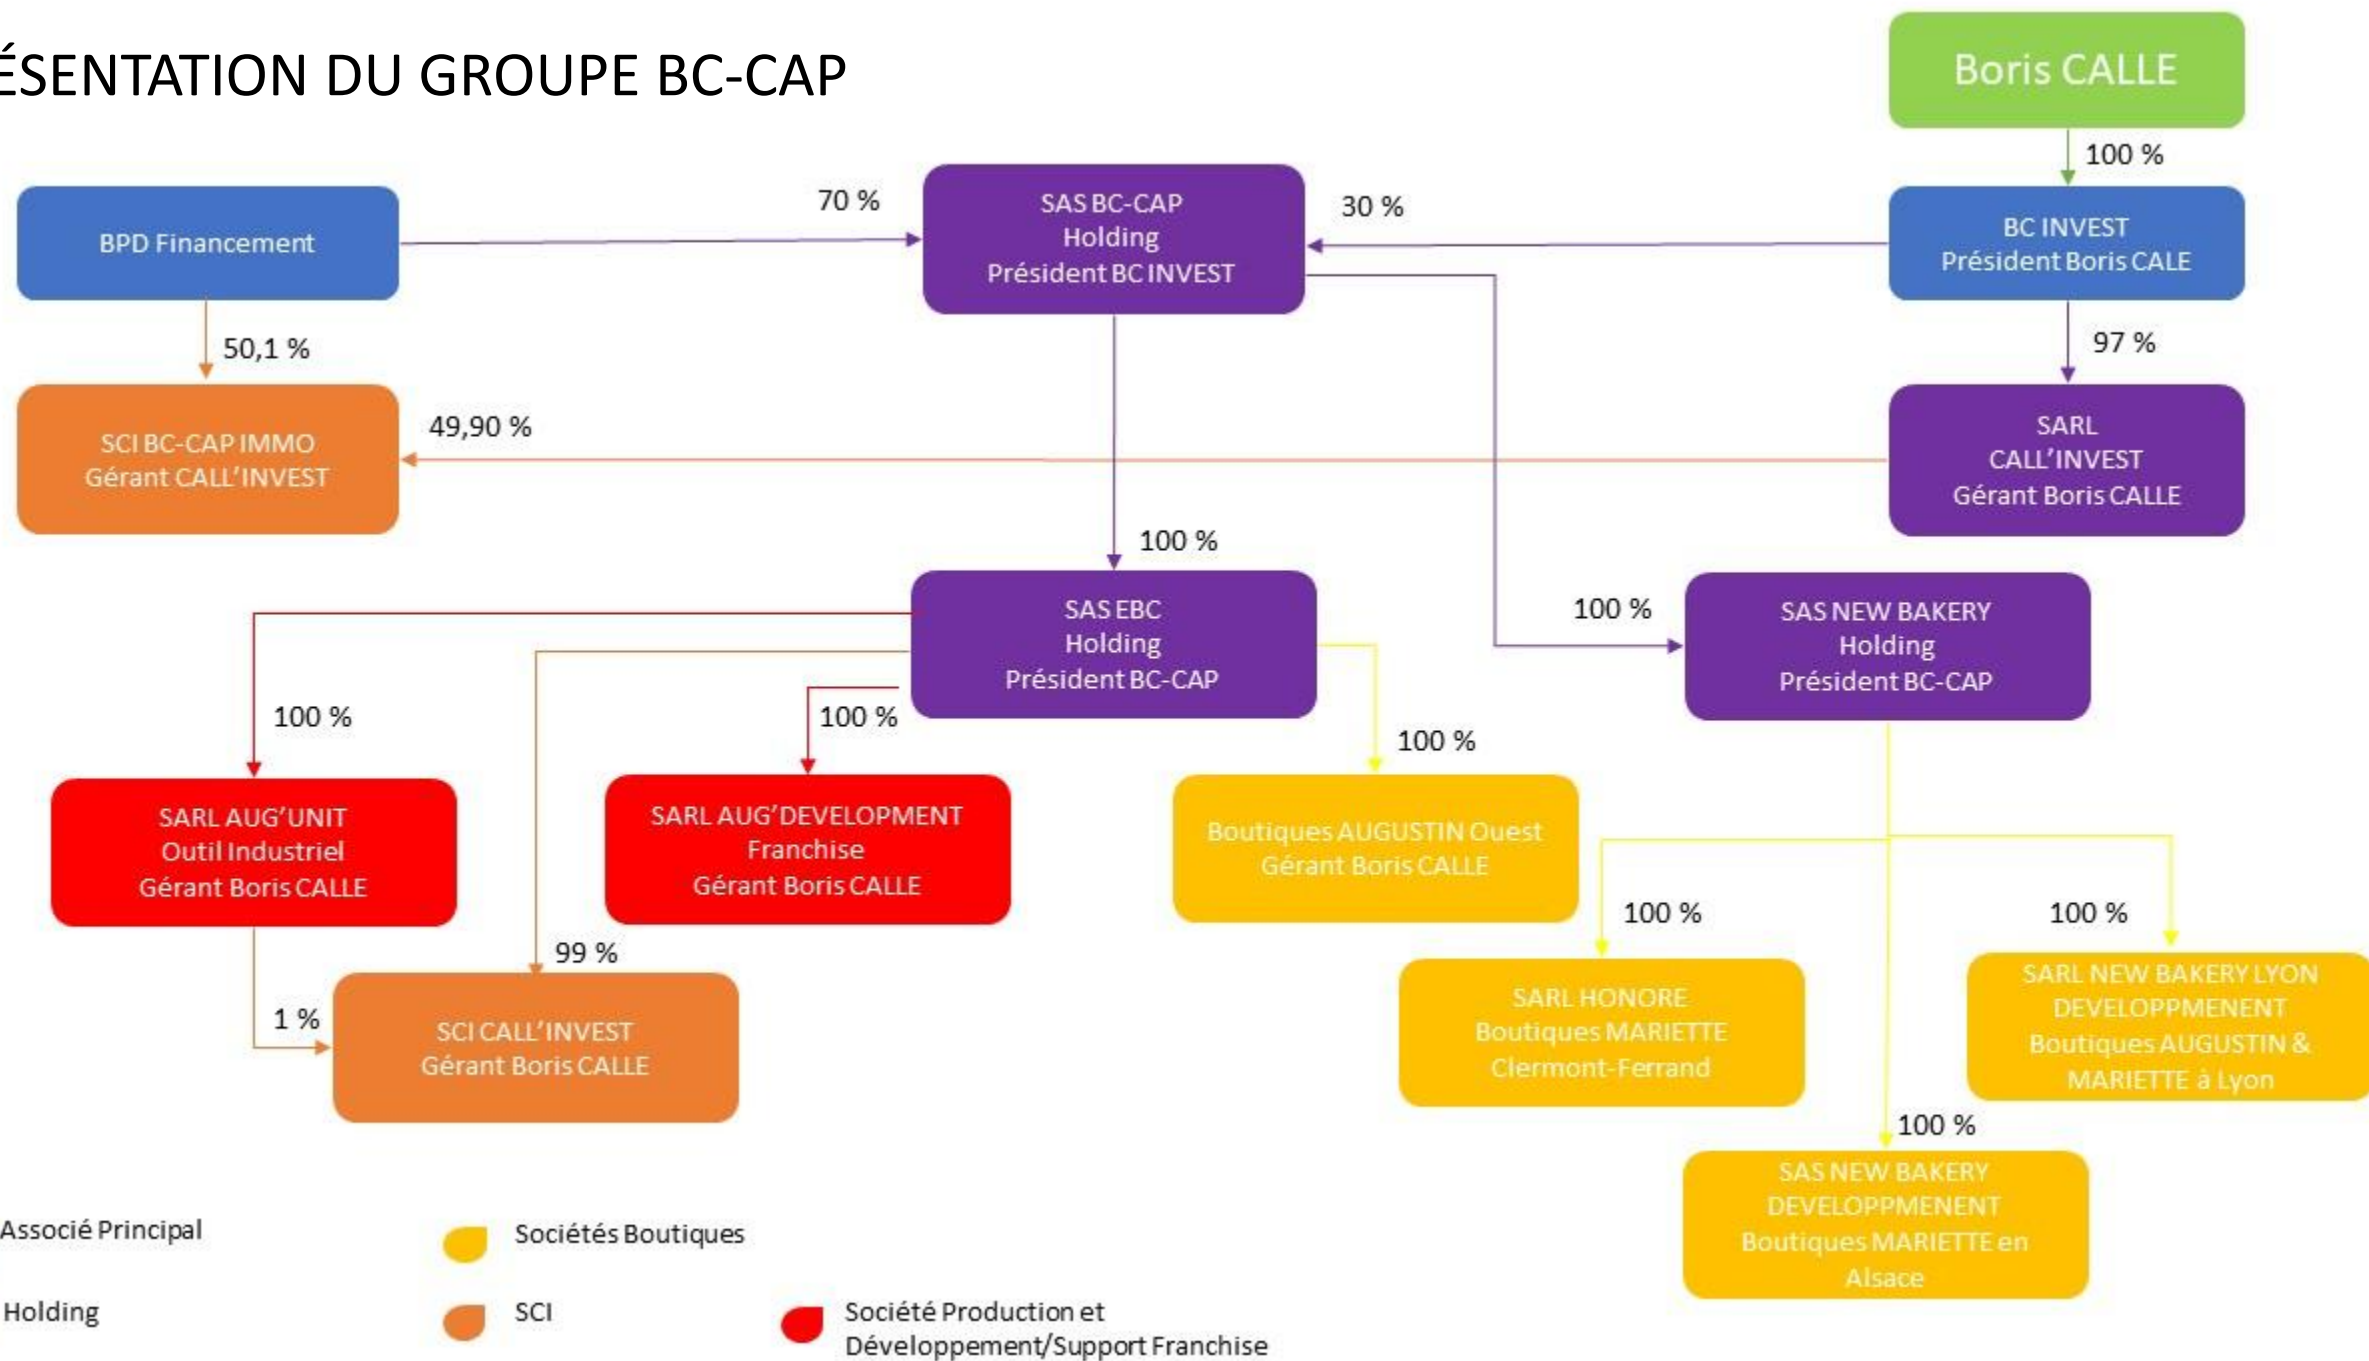 ÉSENTATION DU GROUPE BC-CAP
Boris CALLE
100 %
BPD Financement
70 %
SAS BC-CAP
Holding
Président BC INVEST
30 %
BC INVEST
Président Boris CALE
50,1 %
97 %
SCI BC-CAP IMMO
Gérant CALL’INVEST
49,90 %
SARL
CALL’INVEST
Gérant Boris CALLE
100 %
SAS EBC
Holding
Président BC-CAP
100 %
SAS NEW BAKERY
Holding
Président BC-CAP
100 %
100 %
100 %
SARL AUG’UNIT
Outil Industriel
Gérant Boris CALLE
SARL AUG’DEVELOPMENT
Franchise
Gérant Boris CALLE
Boutiques AUGUSTIN Ouest
Gérant Boris CALLE
99 %
1 %
SCI CALL’INVEST
Gérant Boris CALLE
100 %
100 %
SARL HONORE
Boutiques MARIETTE
Clermont-Ferrand
SARL NEW BAKERY LYON
DEVELOPPMENENT
Boutiques AUGUSTIN &
MARIETTE à Lyon
100 %
SAS NEW BAKERY
DEVELOPPMENENT
Boutiques MARIETTE en
Alsace
Associé Principal
Sociétés Boutiques
Holding
SCI
Société Production et
Développement/Support Franchise